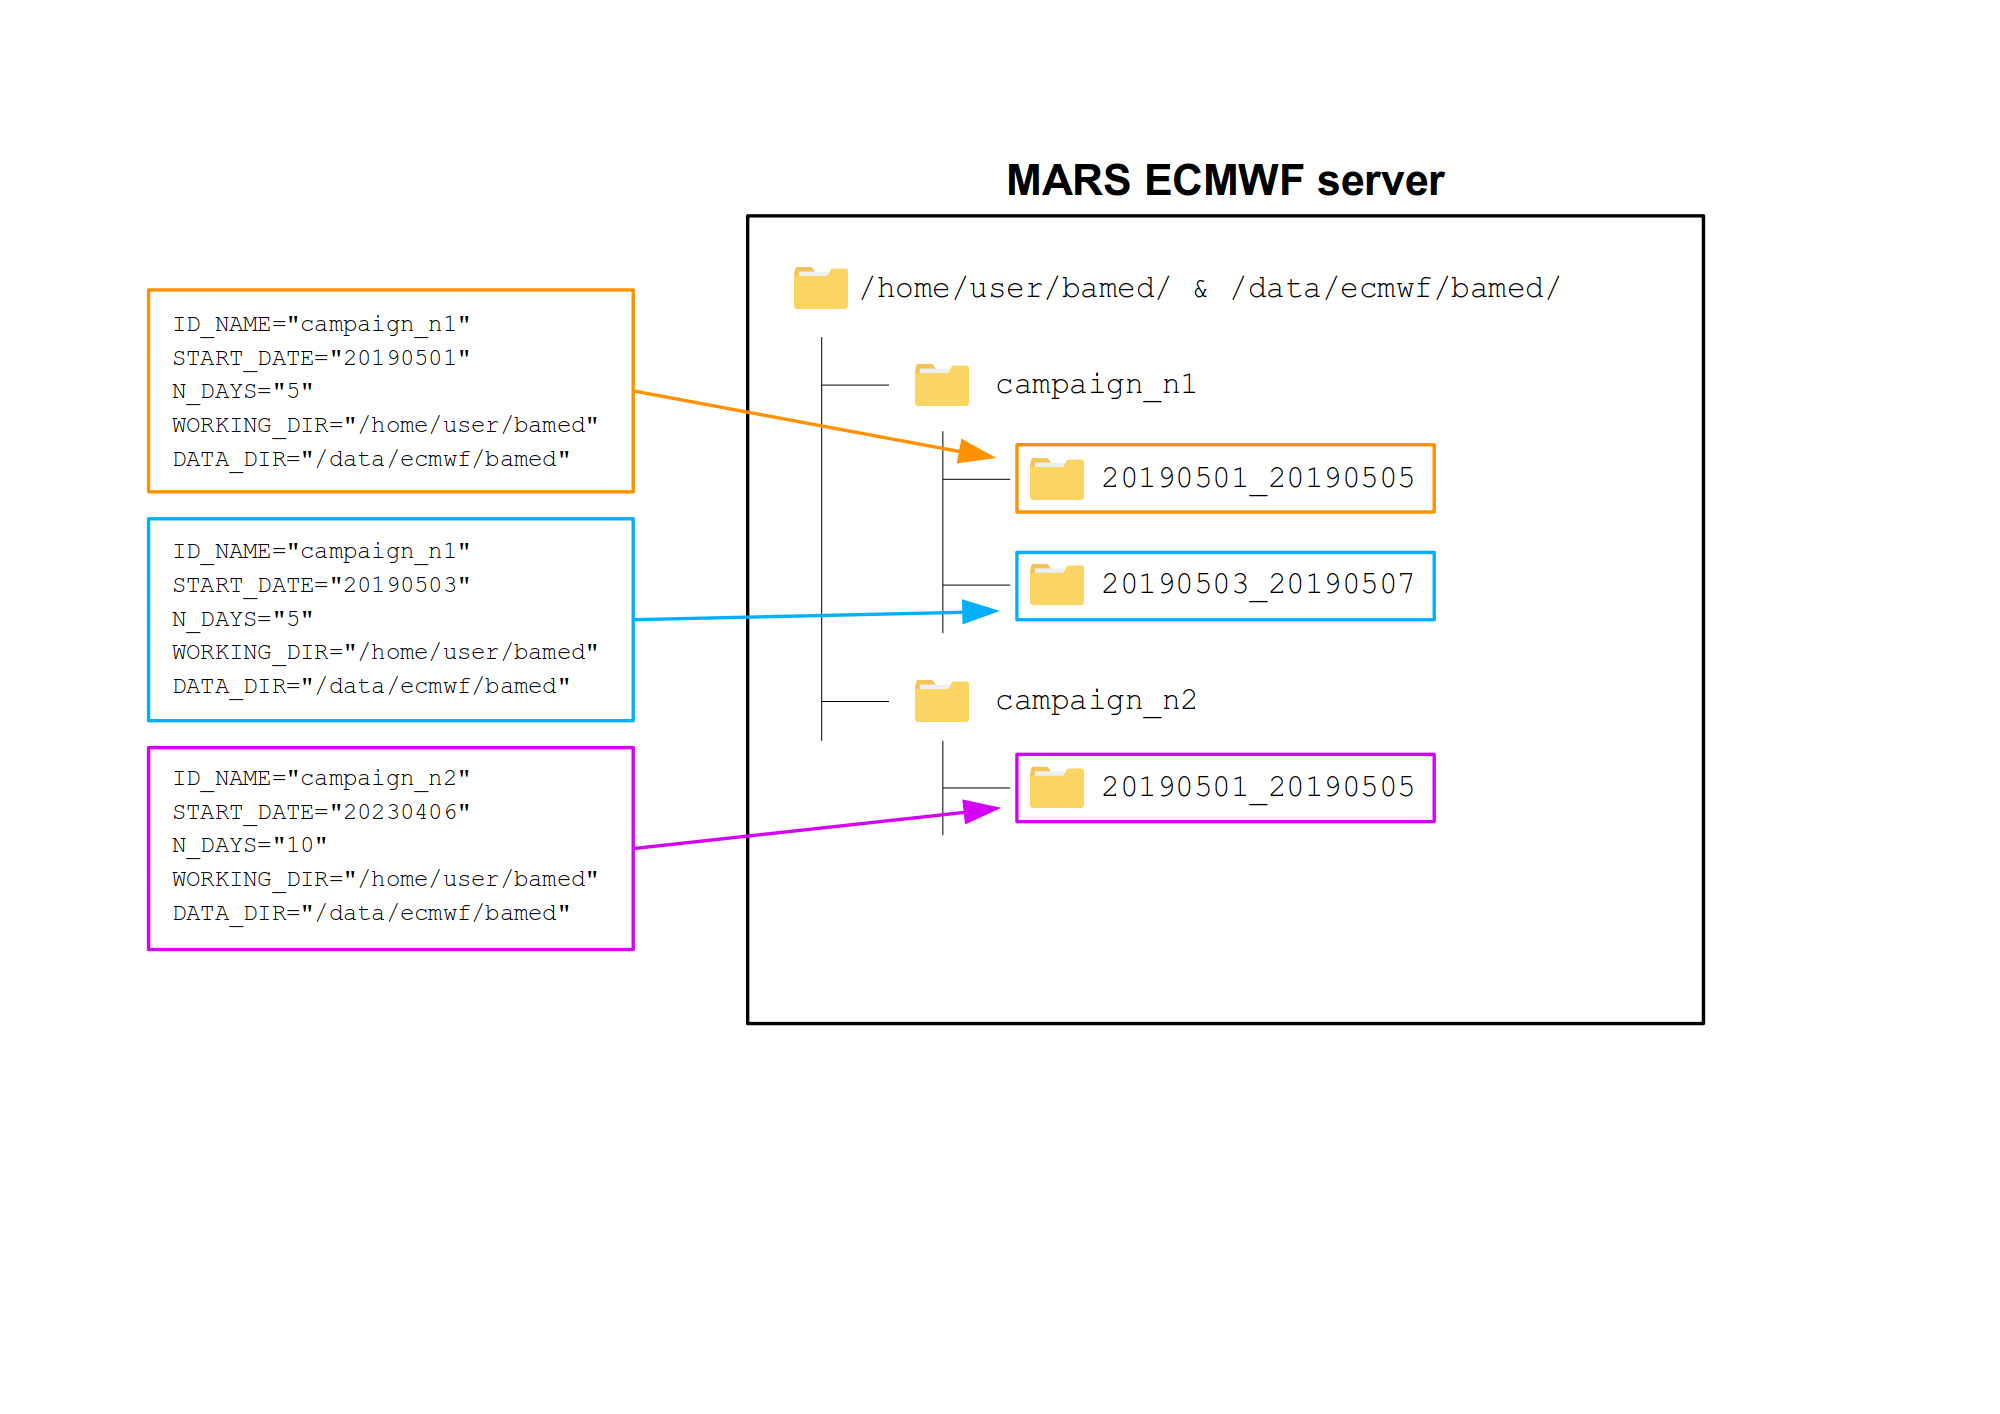 MARS ECMWF server
/home/user/bamed/ & /data/ecmwf/bamed/
ID_NAME="campaign_n1"
START_DATE="20190501"
N_DAYS="5"
WORKING_DIR="/home/user/bamed"
DATA_DIR="/data/ecmwf/bamed"
campaign_n1
20190501_20190505
ID_NAME="campaign_n1"
START_DATE="20190503"
N_DAYS="5"
WORKING_DIR="/home/user/bamed"
DATA_DIR="/data/ecmwf/bamed"
20190503_20190507
campaign_n2
ID_NAME="campaign_n2"
START_DATE="20230406"
N_DAYS="10"
WORKING_DIR="/home/user/bamed"
DATA_DIR="/data/ecmwf/bamed"
20190501_20190505